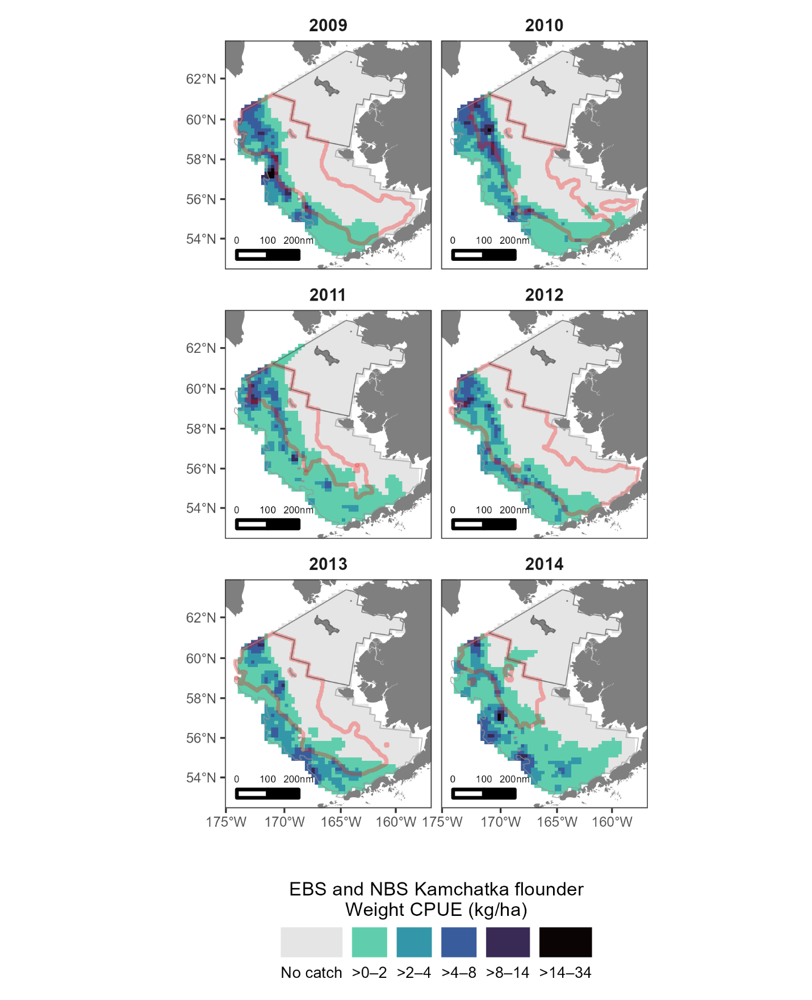 2009
2010
62°N
60°N
58°N
56°N
54°N
0 100 200nm
0 100 200nm
2011
2012
62°N
60°N
58°N
56°N
54°N
0 100 200nm
0 100 200nm
2013
2014
62°N
60°N
58°N
56°N
54°N
0 100 200nm
0 100 200nm
175°W 170°W 165°W 160°W 175°W 170°W 165°W 160°W
EBS and NBS Kamchatka flounder
Weight CPUE (kg/ha)
No catch >0–2 >2–4 >4–8 >8–14 >14–34